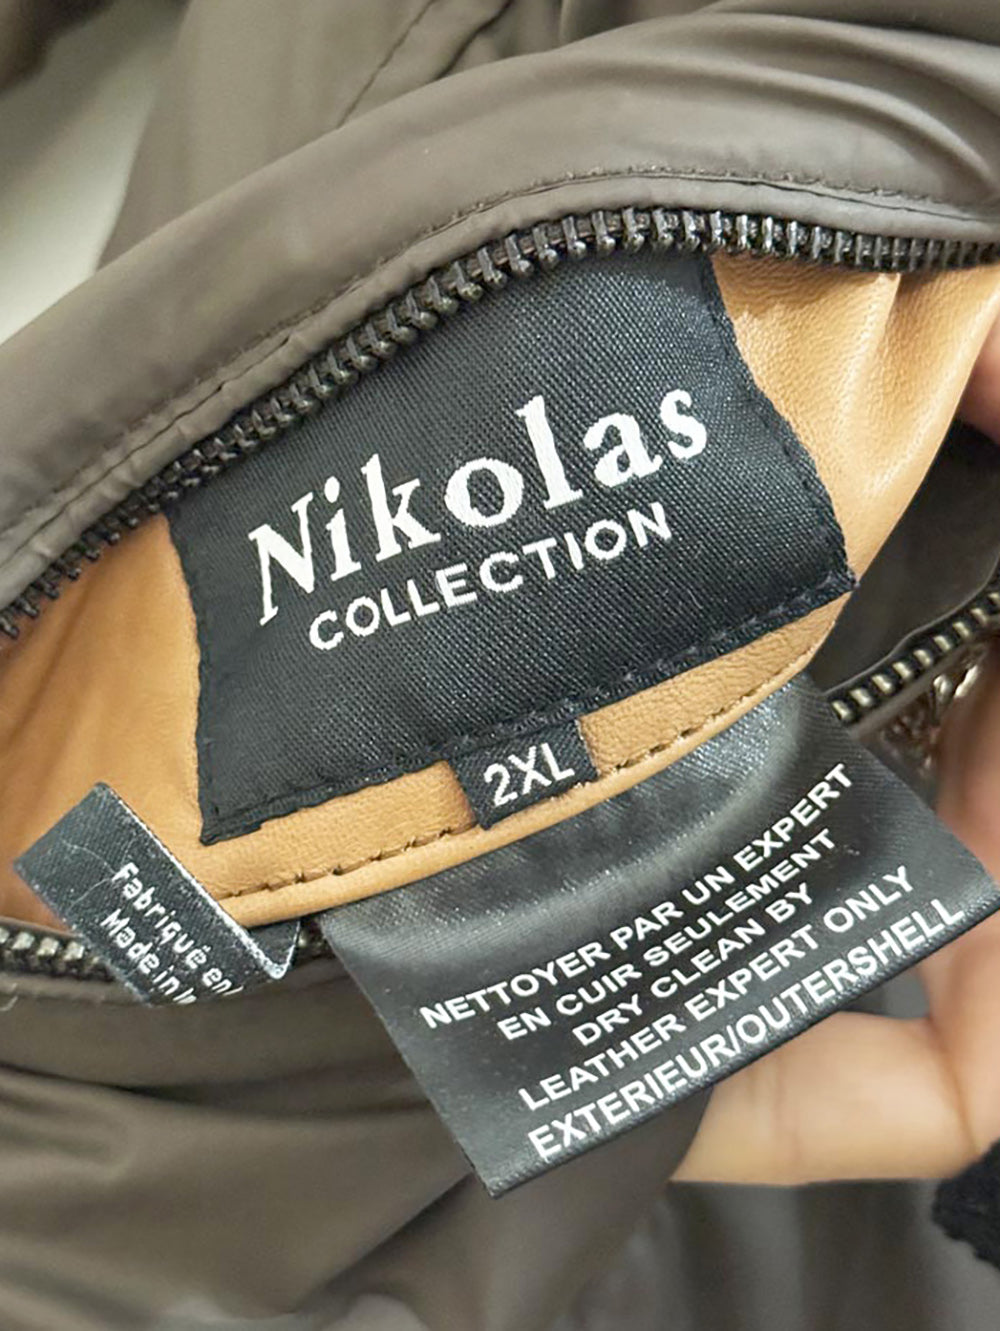 Nikolas
COLLECTION
2XL
Fabriqué en
Made in
NETTOYER PAR UN EXPERT
EN CUIR SEULEMENT
DRY CLEAN BY
LEATHER EXPERT ONLY
EXTERIEUR/OUTERSHELL